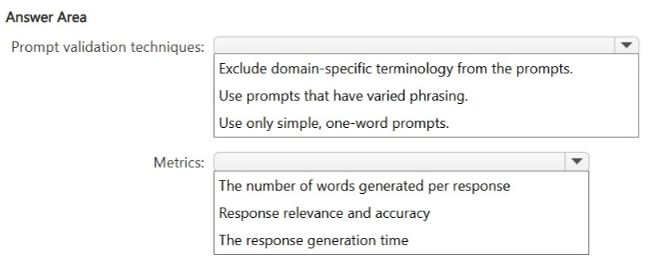 Answer Area
Prompt validation techniques:
Exclude domain-specific terminology from the prompts.
Use prompts that have varied phrasing.
Use only simple, one-word prompts.
Metrics:
The number of words generated per response
Response relevance and accuracy
The response generation time